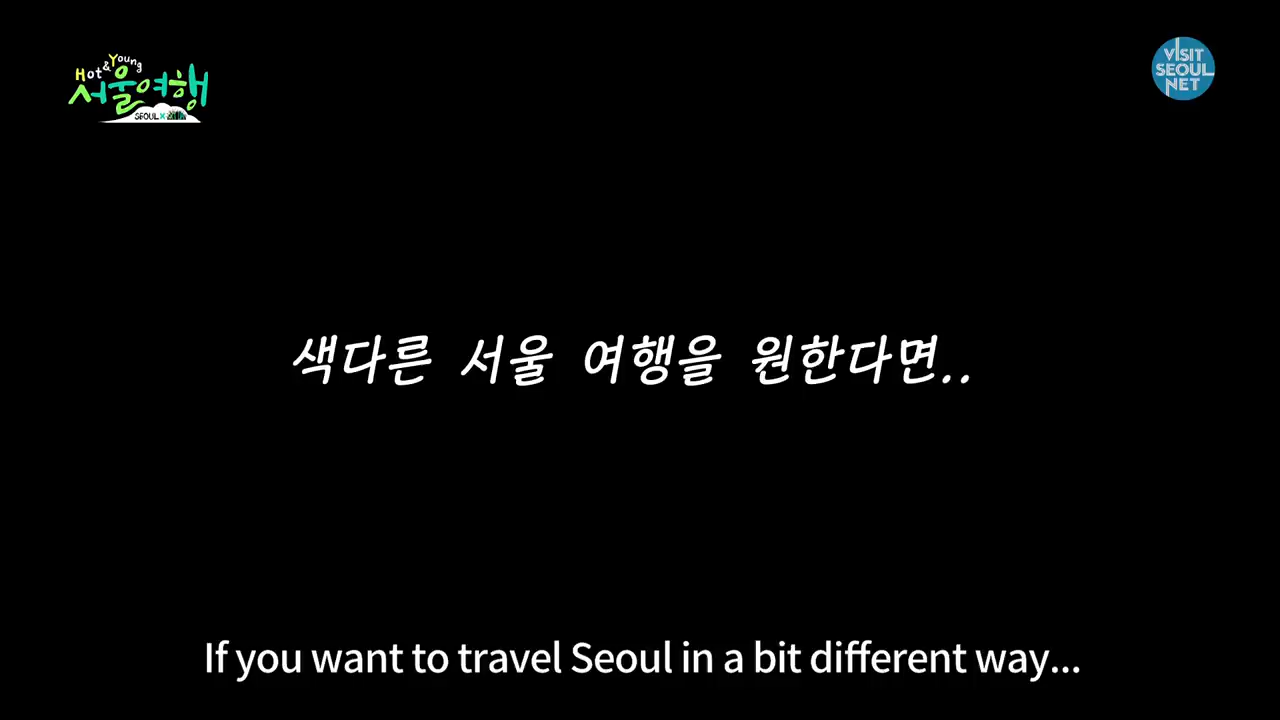 Hot&Young
서울여행
SEOUL X
VISIT
SEOUL
NET
색다른 서울 여행을 원한다면..
If you want to travel Seoul in a bit different way...